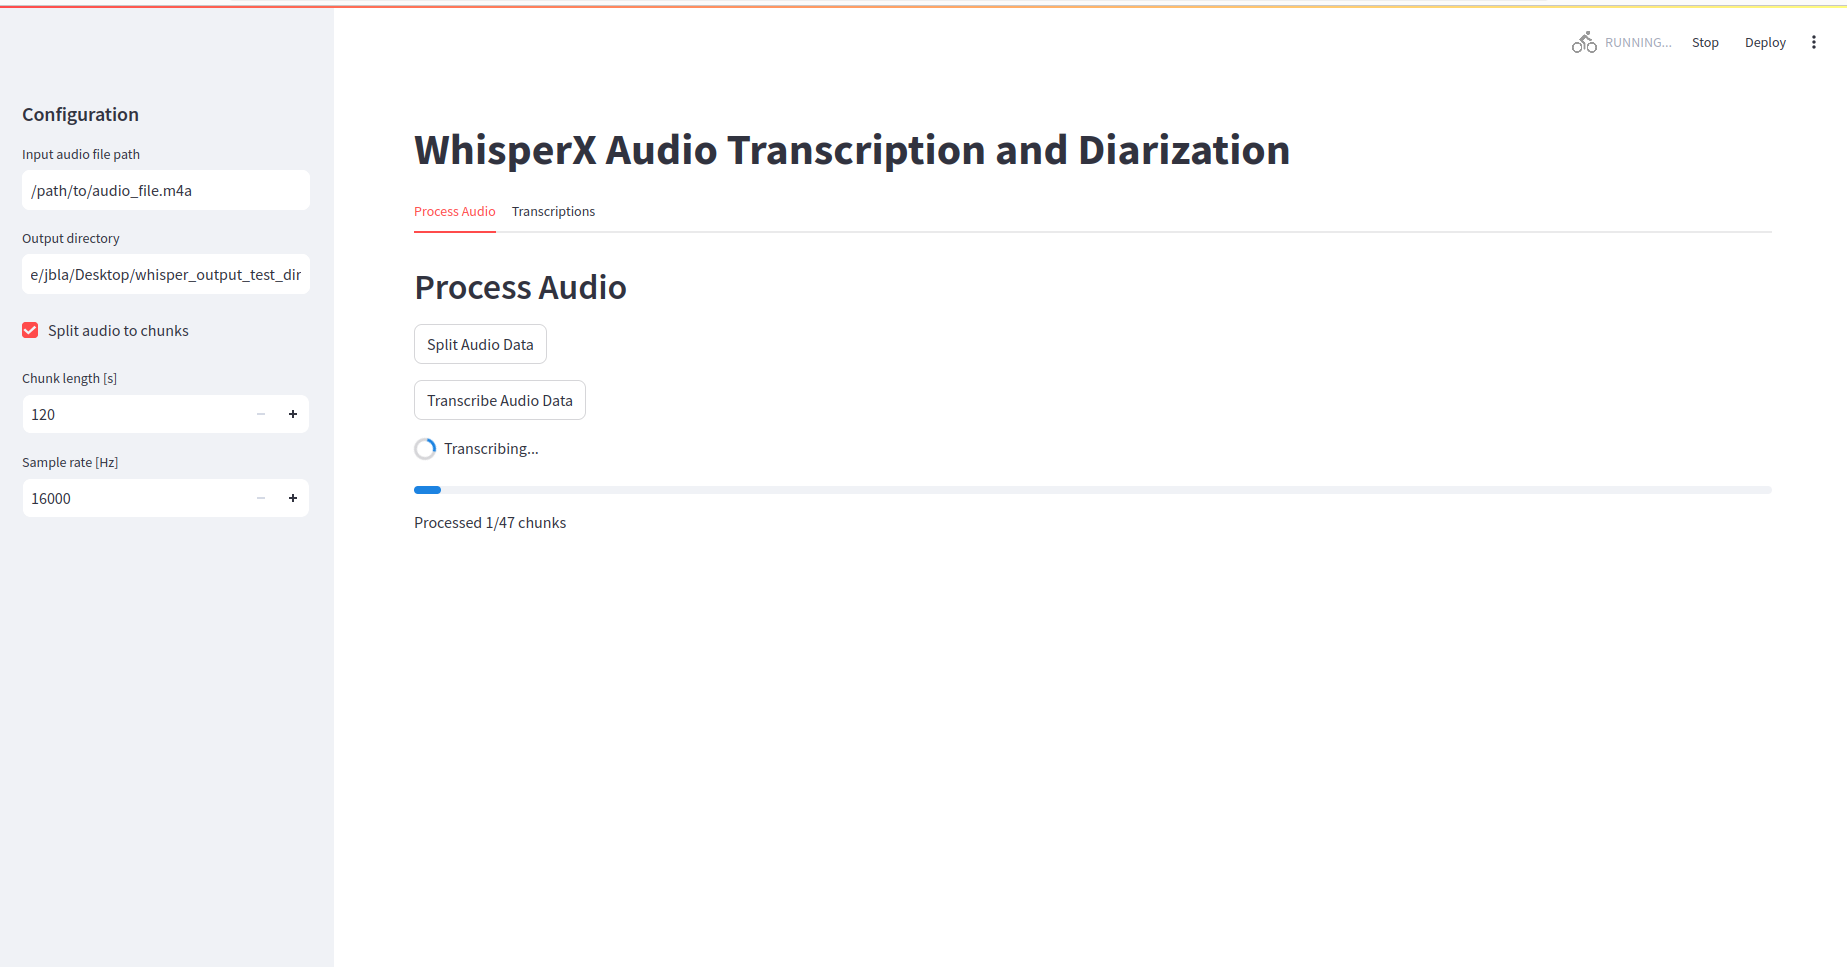 RUNNING...
Stop
Deploy
Configuration
Input audio file path
/path/to/audio_file.m4a
Output directory
e/jbla/Desktop/whisper_output_test_dir
Split audio to chunks
Chunk length [s]
120
Sample rate [Hz]
16000
WhisperX Audio Transcription and Diarization
Process Audio
Transcriptions
Process Audio
Split Audio Data
Transcribe Audio Data
Transcribing...
Processed 1/47 chunks